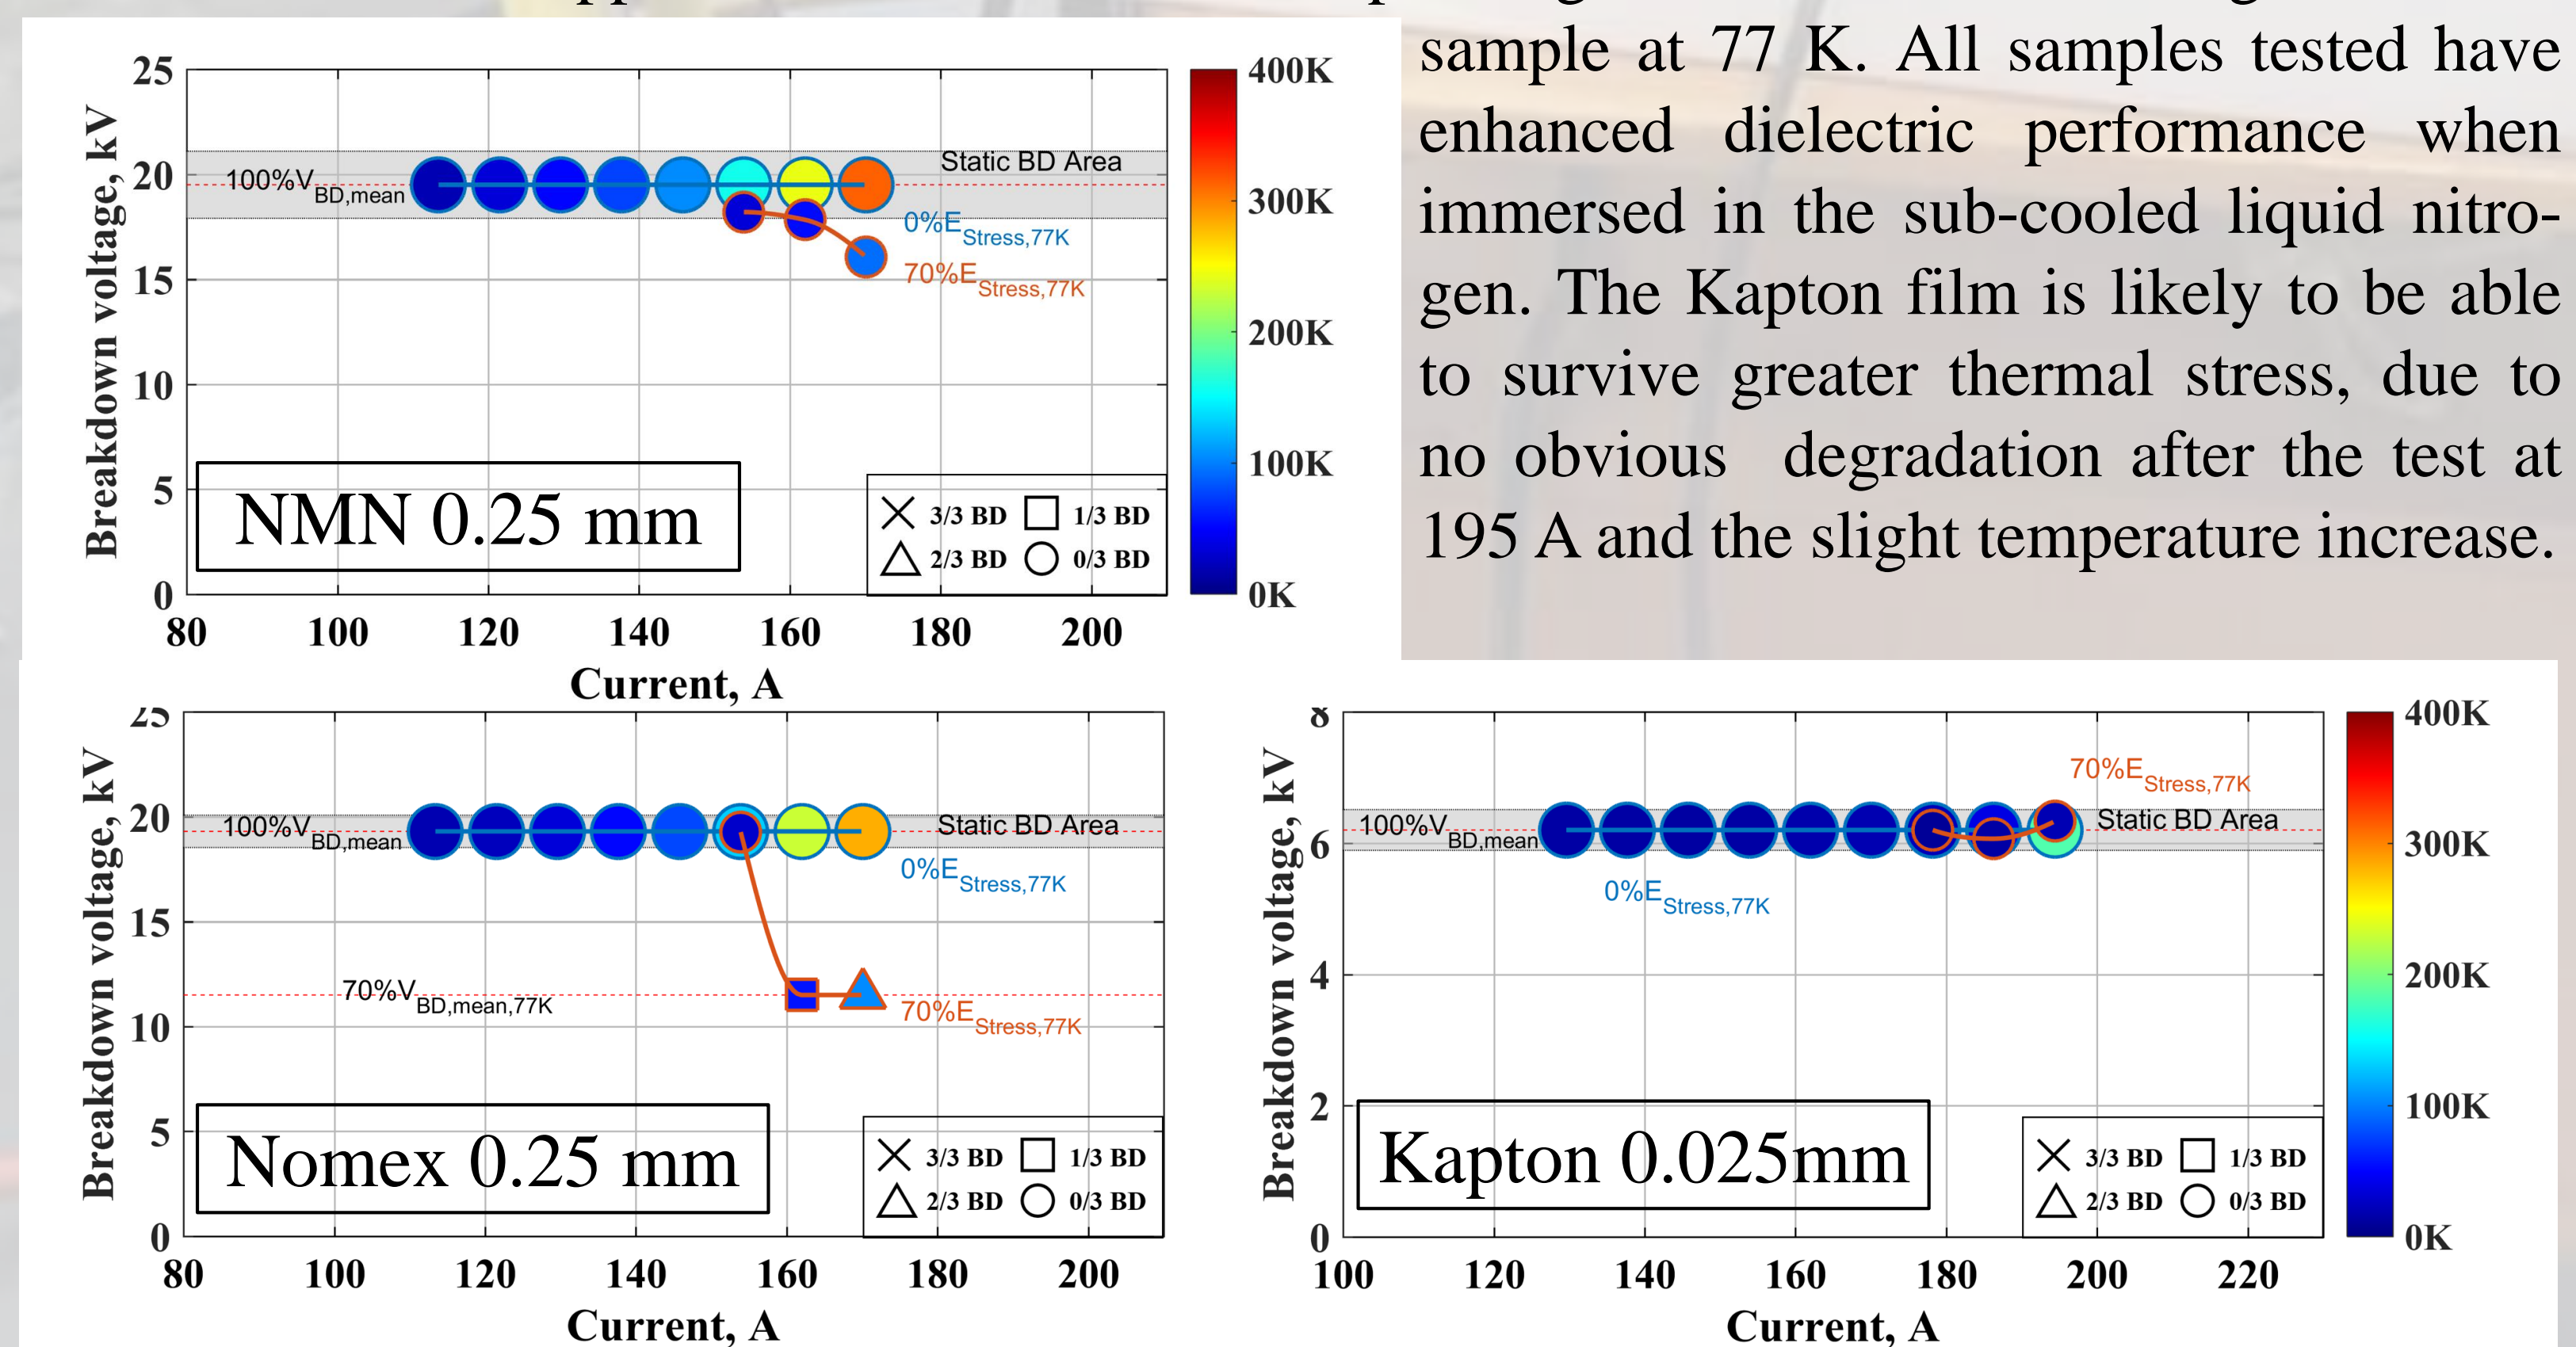 sample at 77 K. All samples tested have
enhanced dielectric performance when
immersed in the sub-cooled liquid nitro-
gen. The Kapton film is likely to be able
to survive greater thermal stress, due to
no obvious degradation after the test at
195 A and the slight temperature increase.
Breakdown voltage, kV
25
20
15
10
5
0
80 100 120 140 160 180 200
Current, A
100%V BD,mean
Static BD Area
0%E Stress,77K
70%E Stress,77K
NMN 0.25 mm
3/3 BD 1/3 BD
2/3 BD 0/3 BD
400K
300K
200K
100K
0K
Breakdown voltage, kV
25
20
15
10
5
0
80 100 120 140 160 180 200
Current, A
100%V BD,mean
Static BD Area
0%E Stress,77K
70%V BD,mean,77K
70%E Stress,77K
Nomex 0.25 mm
3/3 BD 1/3 BD
2/3 BD 0/3 BD
Breakdown voltage, kV
8
6
4
2
0
100 120 140 160 180 200 220
Current, A
70%E Stress,77K
100%V BD,mean
Static BD Area
0%E Stress,77K
Kapton 0.025mm
3/3 BD 1/3 BD
2/3 BD 0/3 BD
400K
300K
200K
100K
0K